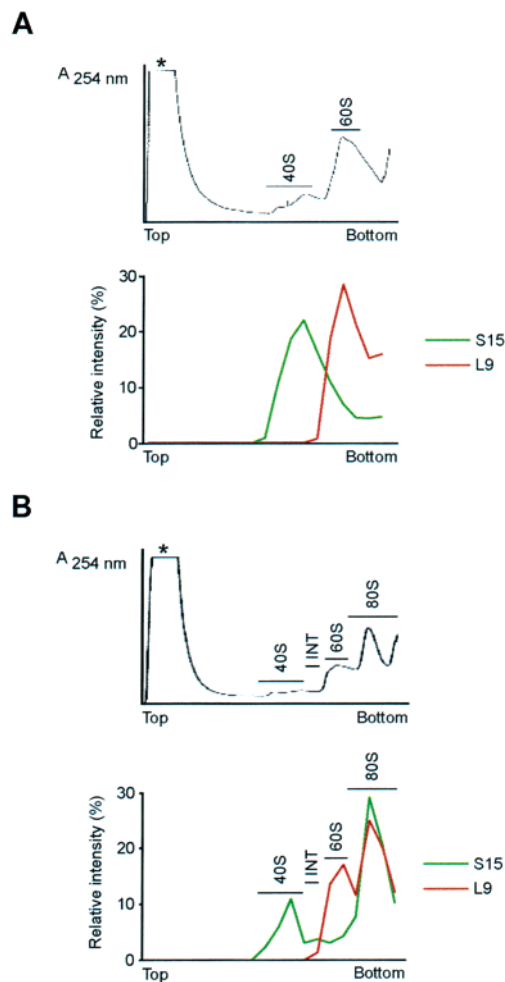 A
A 254 nm
*
40S
60S
Top
Bottom
Relative intensity (%)
30
20
10
0
S15
L9
Top
Bottom
B
A 254 nm
*
40S
INT
60S
80S
Top
Bottom
Relative intensity (%)
30
20
10
0
40S
INT
60S
80S
S15
L9
Top
Bottom